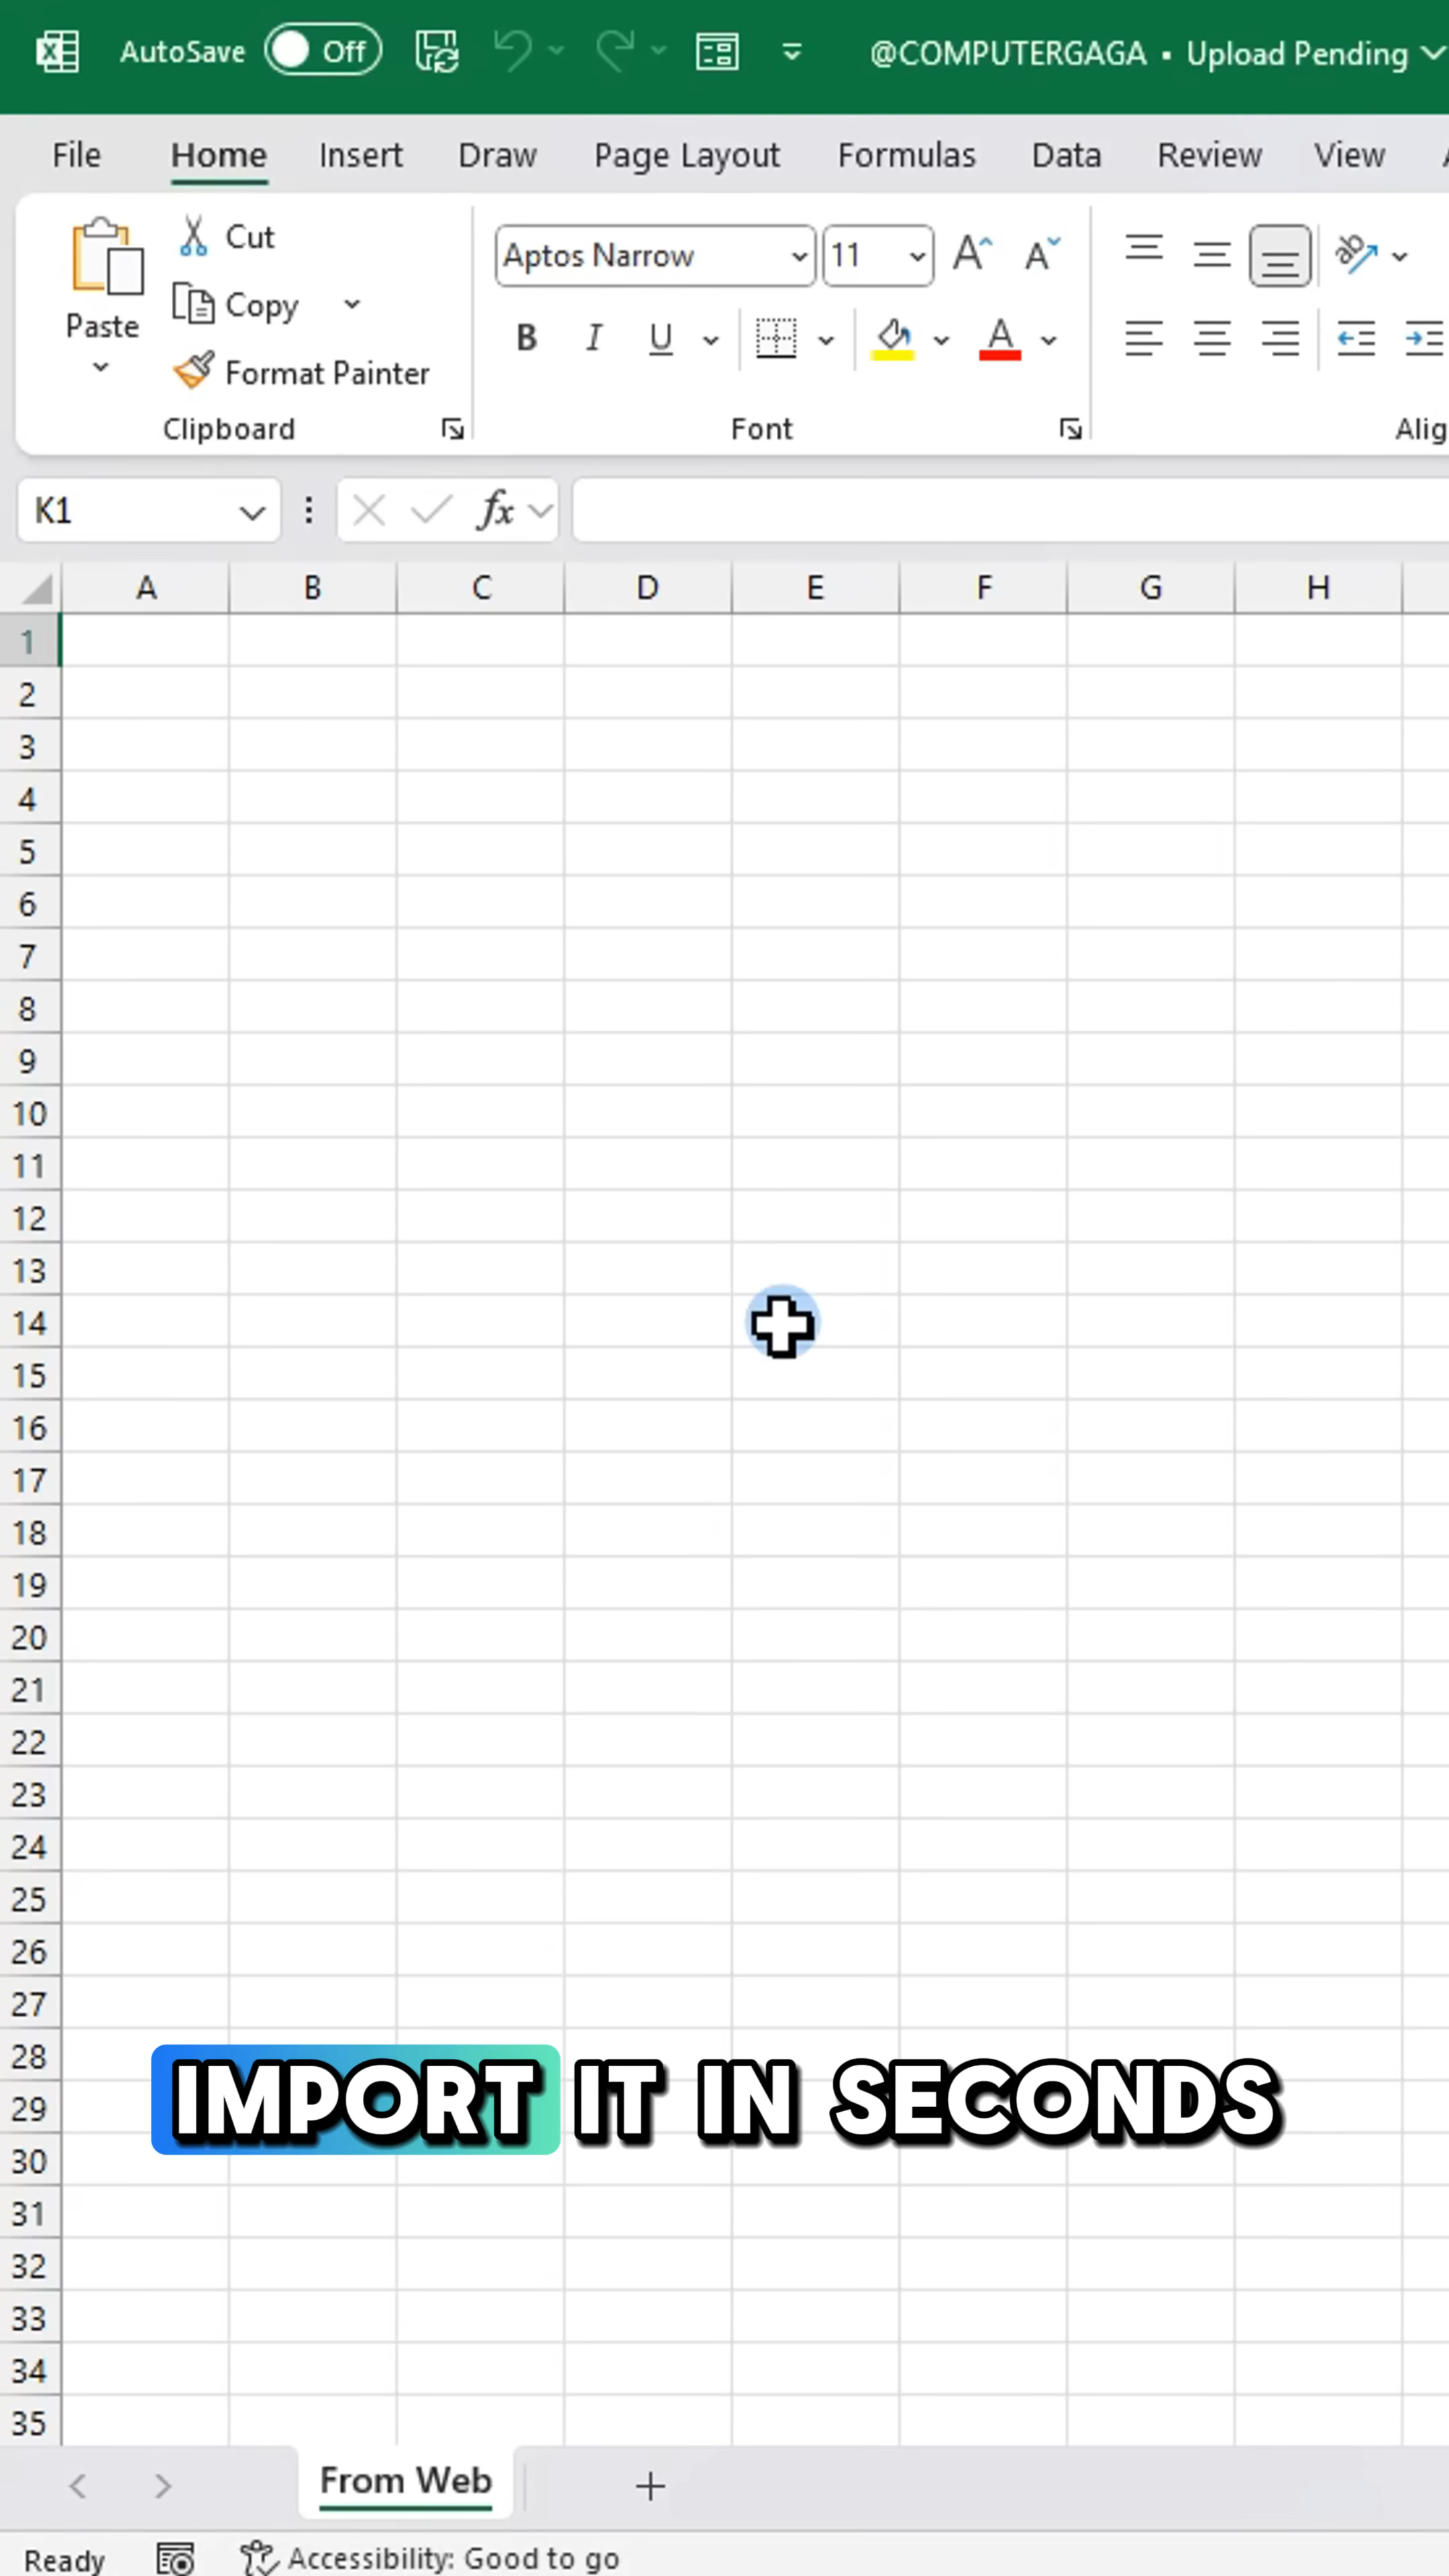 AutoSave Off @COMPUTERGAGA • Upload Pending
File Home Insert Draw Page Layout Formulas Data Review View
Paste
Cut
Copy
Format Painter
Clipboard
Aptos Narrow 11
B I U A
Font
Alig
K1 fx
A B C D E F G H
1
2
3
4
5
6
7
8
9
10
11
12
13
14
15
16
17
18
19
20
21
22
23
24
25
26
27
28
29
30
31
32
33
34
35
IMPORT IT IN SECONDS
From Web
Ready Accessibility: Good to go